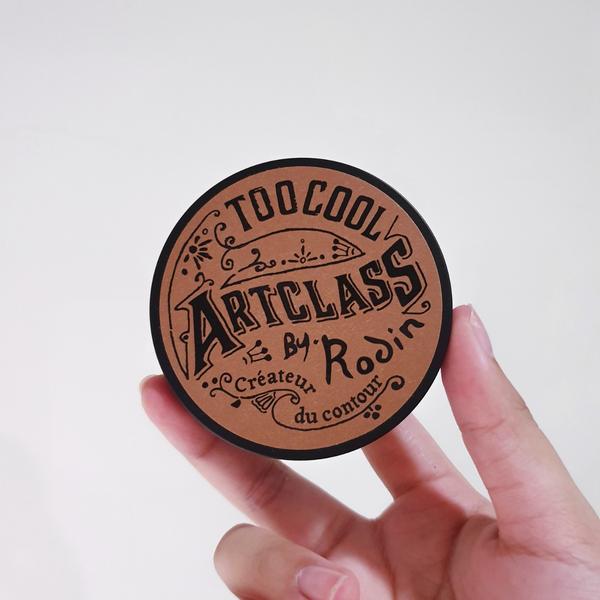 TOO COOL
ARTCLASS
By. Rodin
Créateur
du contour